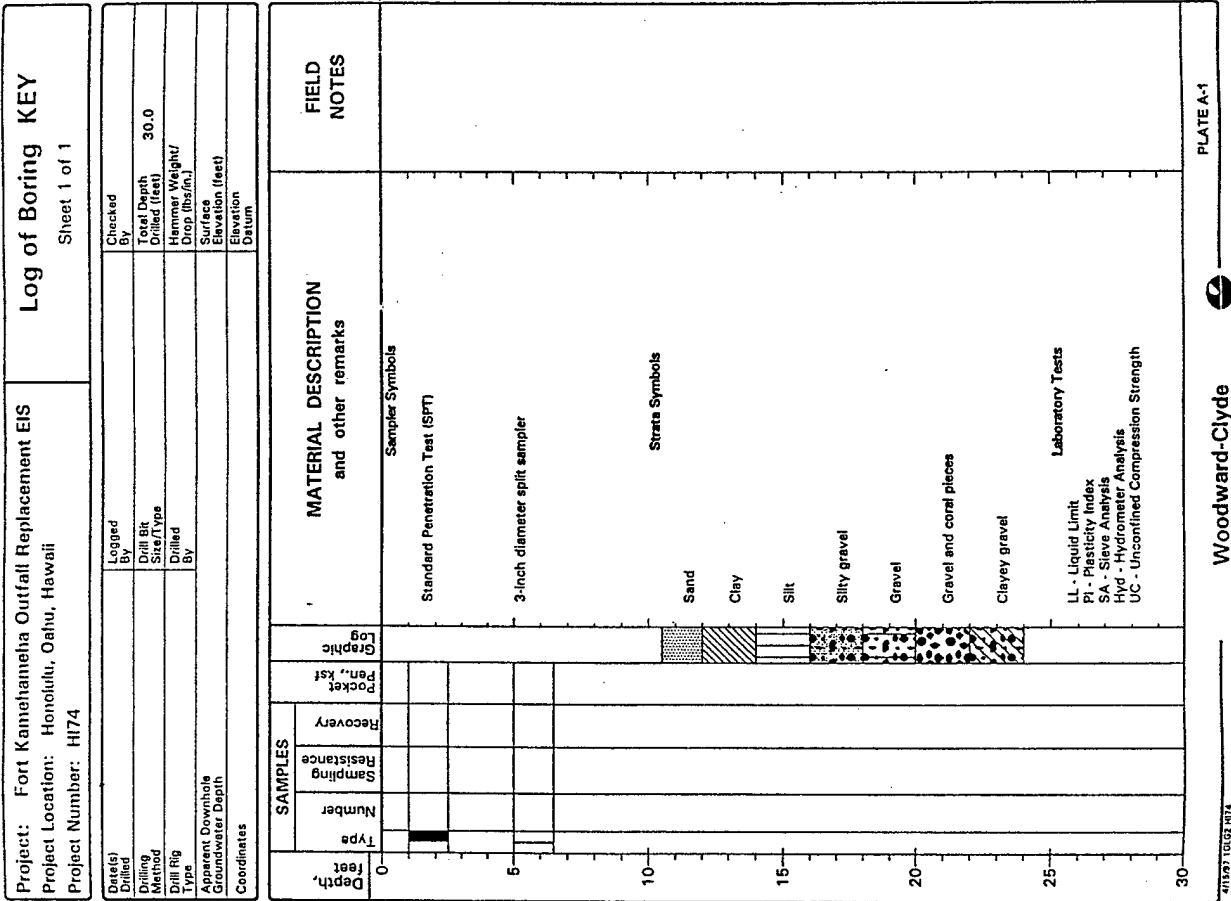 Project: Fort Kamehameha Outfall Replacement EIS
Project Location: Honolulu, Oahu, Hawaii
Project Number: HI74
Log of Boring KEY
Sheet 1 of 1
Date(s) Drilled
Logged By
Checked By
Drilling Method
Drill Bit Size/Type
Total Depth Drilled (feet) 30.0
Drill Rig Type
Drilled By
Hammer Weight/ Drop (lbs/in.)
Apparent Downhole Groundwater Depth
Surface Elevation (feet)
Coordinates
Elevation Datum
Depth, feet
SAMPLES
Type
Number
Sampling Resistance
Recovery
Pocket Pen., ksf
Graphic Log
MATERIAL DESCRIPTION
and other remarks
FIELD NOTES
0
Sampler Symbols
Standard Penetration Test (SPT)
5
3-inch diameter split sampler
10
Strata Symbols
Sand
Clay
15
Silt
Silty gravel
Gravel
20
Gravel and coral pieces
Clayey gravel
25
Laboratory Tests
LL - Liquid Limit
PI - Plasticity Index
SA - Sieve Analysis
Hyd - Hydrometer Analysis
UC - Unconfined Compression Strength
30
4/15/97 1GLG2 HI74
Woodward-Clyde
PLATE A-1